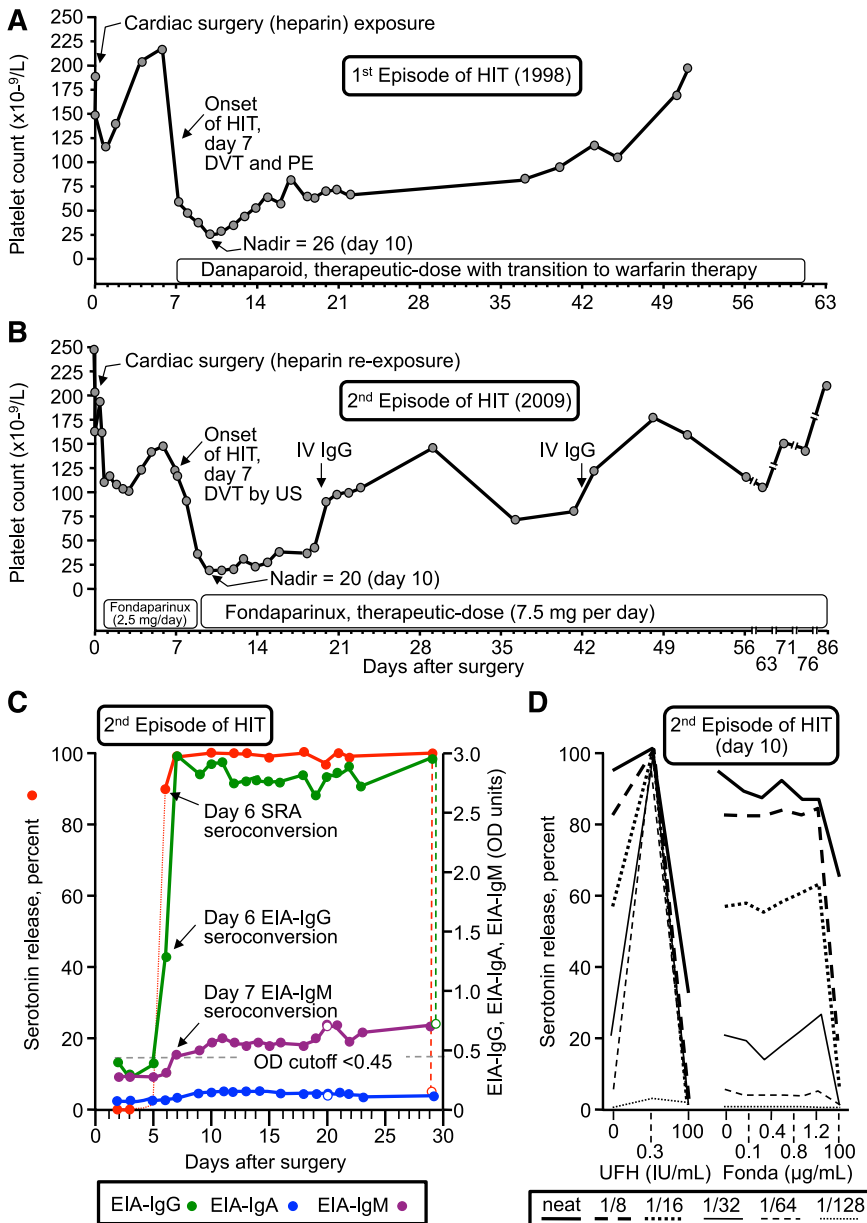 A
250
225
200
175
150
125
100
75
50
25
0
Platelet count (x10-⁹/L)
Cardiac surgery (heparin) exposure
1st Episode of HIT (1998)
Onset
of HIT,
day 7
DVT and PE
Nadir = 26 (day 10)
Danaparoid, therapeutic-dose with transition to warfarin therapy
0 7 14 21 28 35 42 49 56 63
B
250
225
200
175
150
125
100
75
50
25
0
Platelet count (x10-⁹/L)
Cardiac surgery (heparin re-exposure)
2nd Episode of HIT (2009)
Onset
of HIT,
day 7
DVT by US
IV IgG
IV IgG
Nadir = 20 (day 10)
Fondaparinux
(2.5 mg/day)
Fondaparinux, therapeutic-dose (7.5 mg per day)
0 7 14 21 28 35 42 49 56 71 86
63 76
Days after surgery
C
2nd Episode of HIT
100
80
60
40
20
0
Serotonin release, percent
3.0
2.5
2.0
1.5
1.0
0.5
0
EIA-IgG, EIA-IgA, EIA-IgM (OD units)
Day 6 SRA
seroconversion
Day 6 EIA-IgG
seroconversion
Day 7 EIA-IgM
seroconversion
OD cutoff <0.45
0 5 10 15 20 25 30
Days after surgery
EIA-IgG EIA-IgA EIA-IgM
D
2nd Episode of HIT
(day 10)
100
80
60
40
20
0
Serotonin release, percent
0 100
0.3
UFH (IU/mL)
0 0.4 1.2
0.1 0.8 100
Fonda (µg/mL)
neat 1/8 1/16 1/32 1/64 1/128